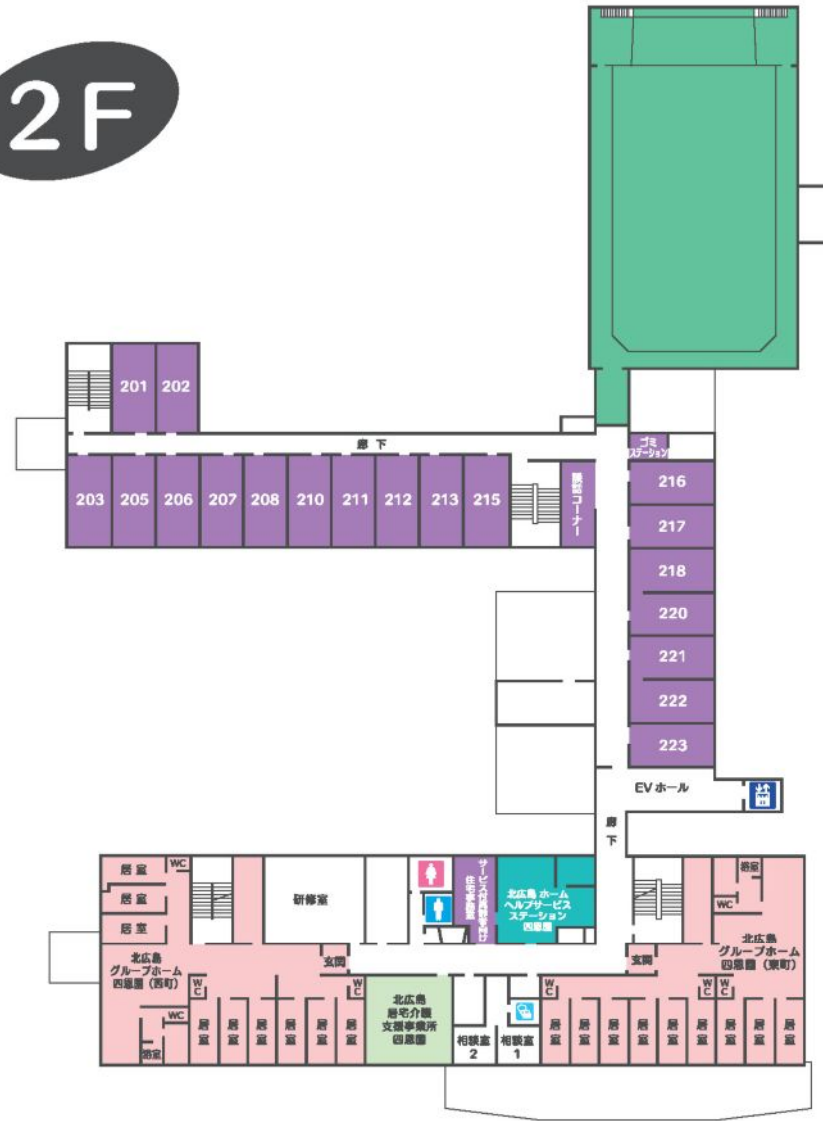 2F
201
202
廊下
ゴミ
ステーション
203
205
206
207
208
210
211
212
213
215
談話コーナー
216
217
218
220
221
222
223
EVホール
廊下
居室
WC
居室
居室
研修室
サービス付高齢者向け
住宅事務室
北広島 ホーム
ヘルプサービス
ステーション
四恩園
浴室
WC
北広島
グループホーム
四恩園(西町)
玄関
玄関
北広島
グループホーム
四恩園(東町)
WC
WC
WC
WC
WC
WC
浴室
居室
居室
居室
居室
居室
居室
北広島
居宅介護
支援事業所
四恩園
相談室
2
相談室
1
居室
居室
居室
居室
居室
居室
居室
居室
居室